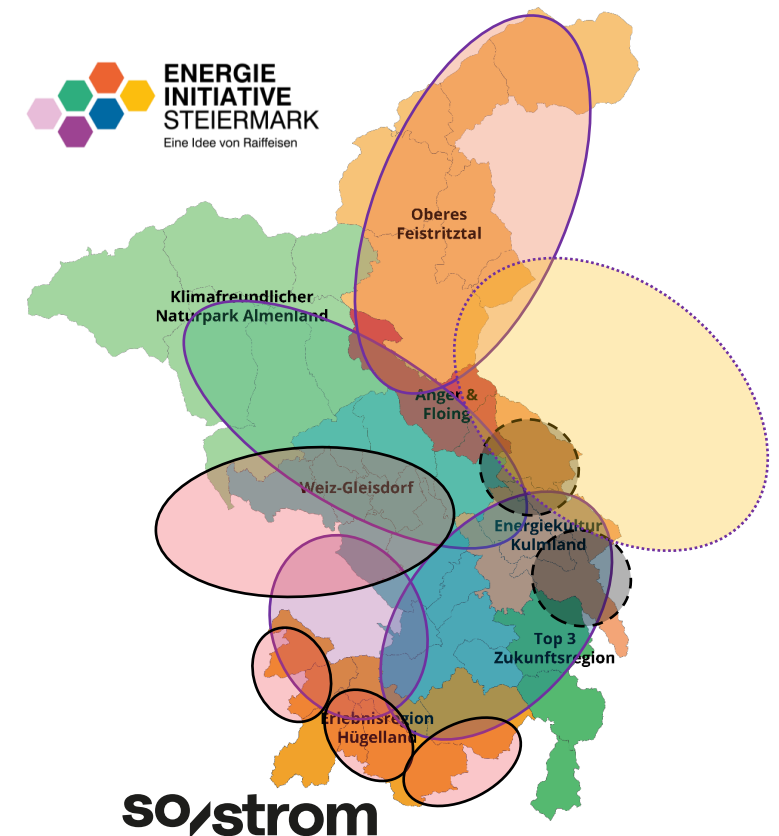 ENERGIE
INITIATIVE
STEIERMARK
Eine Idee von Raiffeisen
Oberes
Feistritztal
Klimafreundlicher
Naturpark Almenland
Anger &
Floing
Weiz-Gleisdorf
Energiekultur
Kulmland
Top 3
Zukunftsregion
Erlebnisregion
Hügelland
so/strom